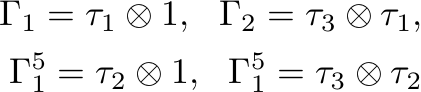 Γ₁ = τ₁ ⊗ 1, Γ₂ = τ₃ ⊗ τ₁,
Γ₁⁵ = τ₂ ⊗ 1, Γ₁⁵ = τ₃ ⊗ τ₂